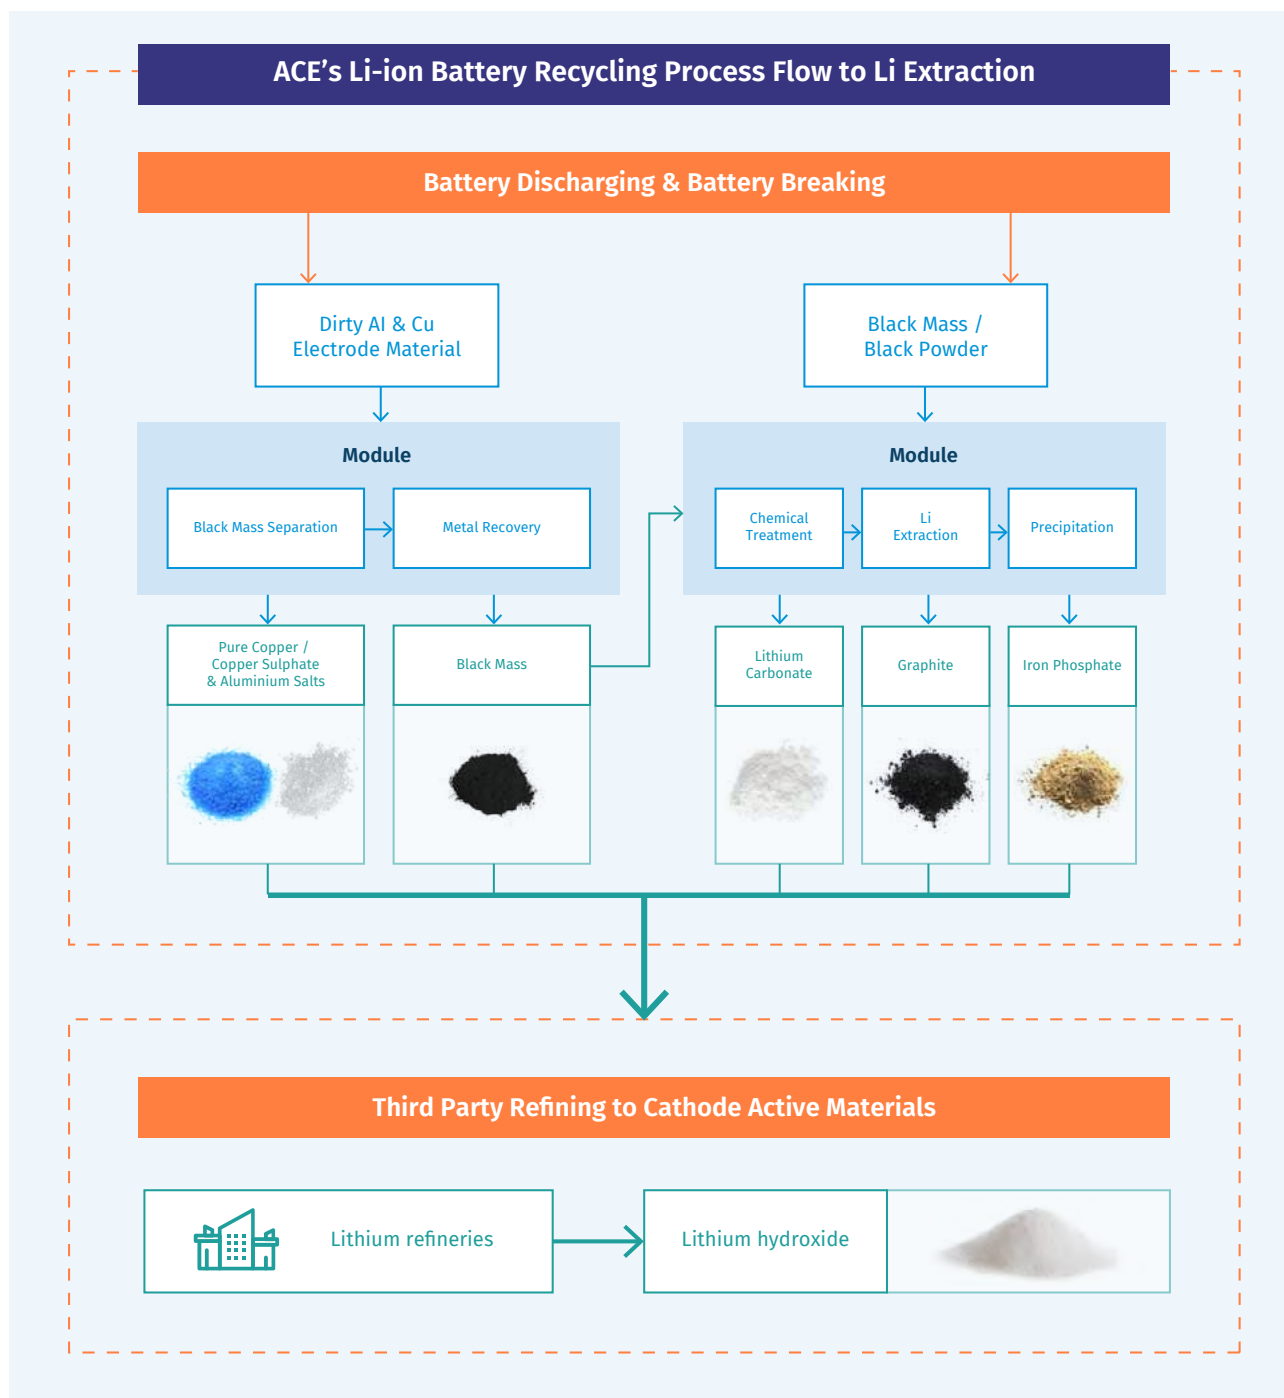 ACE’s Li-ion Battery Recycling Process Flow to Li Extraction
Battery Discharging & Battery Breaking
Dirty AI & Cu
Electrode Material
Black Mass /
Black Powder
Module
Black Mass Separation
Metal Recovery
Module
Chemical
Treatment
Li
Extraction
Precipitation
Pure Copper /
Copper Sulphate
& Aluminium Salts
Black Mass
Lithium
Carbonate
Graphite
Iron Phosphate
Third Party Refining to Cathode Active Materials
Lithium refineries
Lithium hydroxide